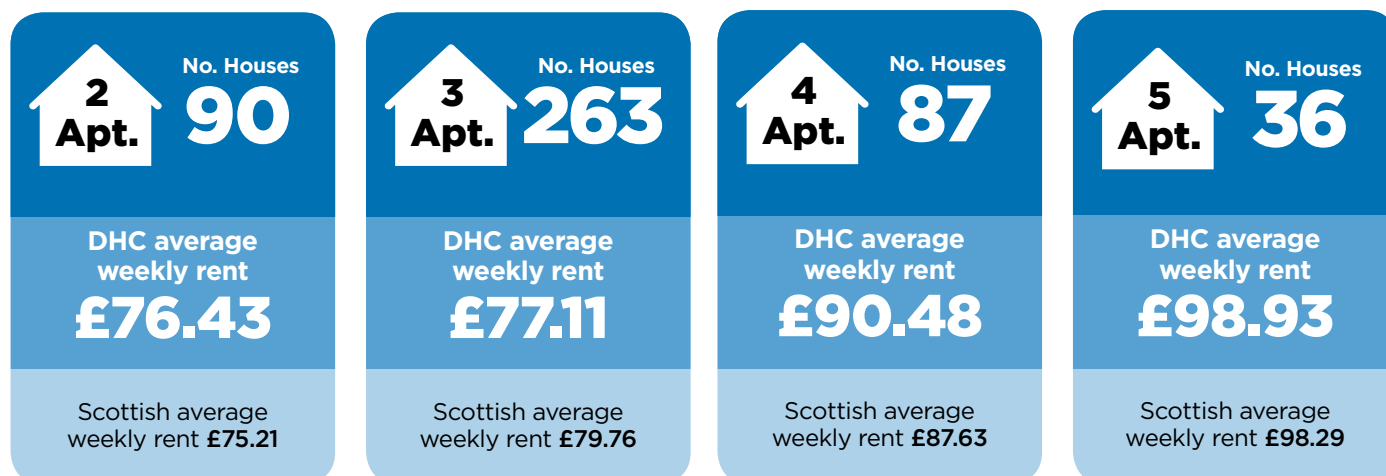 2
Apt.
No. Houses
90
DHC average
weekly rent
£76.43
Scottish average
weekly rent £75.21
3
Apt.
No. Houses
263
DHC average
weekly rent
£77.11
Scottish average
weekly rent £79.76
4
Apt.
No. Houses
87
DHC average
weekly rent
£90.48
Scottish average
weekly rent £87.63
5
Apt.
No. Houses
36
DHC average
weekly rent
£98.93
Scottish average
weekly rent £98.29